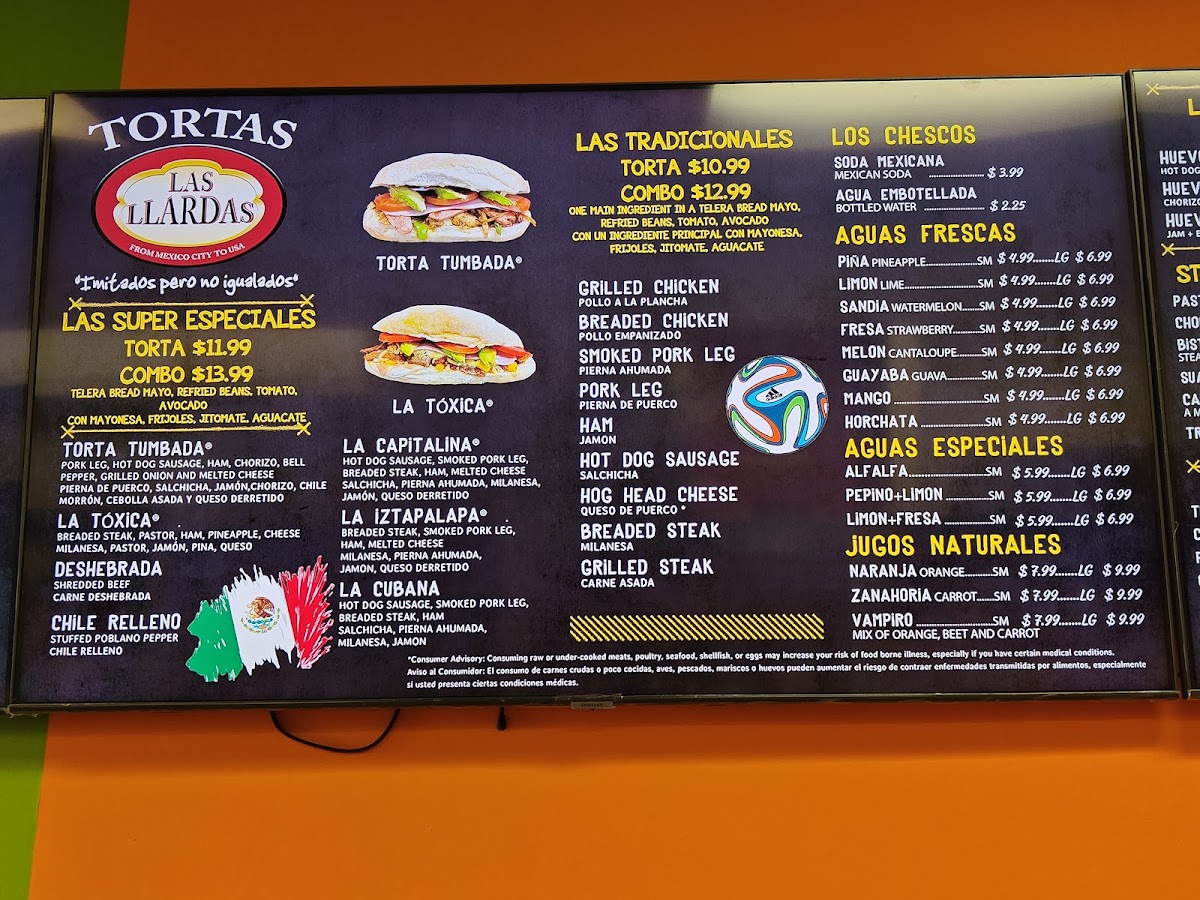 TORTAS
LAS
LLARDAS
FROM MEXICO CITY TO USA
"Imitados pero no igualados"
LAS SUPER ESPECIALES
TORTA $11.99
COMBO $13.99
TELERA BREAD MAYO, REFRIED BEANS, TOMATO,
AVOCADO
CON MAYONESA, FRIJOLES, JITOMATE, AGUACATE
TORTA TUMBADA®
PORK LEG, HOT DOG SAUSAGE, HAM, CHORIZO, BELL
PEPPER, GRILLED ONION AND MELTED CHEESE
PIERNA DE PUERCO, SALCHICHA, JAMÓN,CHORIZO, CHILE
MORRÓN, CEBOLLA ASADA Y QUESO DERRETIDO
LA TÓXICA®
BREADED STEAK, PASTOR, HAM, PINEAPPLE, CHEESE
MILANESA, PASTOR, JAMÓN, PINA, QUESO
DESHEBRADA
SHREDDED BEEF
CARNE DESHEBRADA
CHILE RELLENO
STUFFED POBLANO PEPPER
CHILE RELLENO
TORTA TUMBADA®
LA TÓXICA®
LA CAPITALINA®
HOT DOG SAUSAGE, SMOKED PORK LEG,
BREADED STEAK, HAM, MELTED CHEESE
SALCHICHA, PIERNA AHUMADA, MILANESA,
JAMÓN, QUESO DERRETIDO
LA IZTAPALAPA®
BREADED STEAK, SMOKED PORK LEG,
HAM, MELTED CHEESE
MILANESA, PIERNA AHUMADA,
JAMON, QUESO DERRETIDO
LA CUBANA
HOT DOG SAUSAGE, SMOKED PORK LEG,
BREADED STEAK, HAM
SALCHICHA, PIERNA AHUMADA,
MILANESA, JAMON
LAS TRADICIONALES
TORTA $10.99
COMBO $12.99
ONE MAIN INGREDIENT IN A TELERA BREAD MAYO,
REFRIED BEANS, TOMATO, AVOCADO
CON UN INGREDIENTE PRINCIPAL CON MAYONESA,
FRIJOLES, JITOMATE, AGUACATE
GRILLED CHICKEN
POLLO A LA PLANCHA
BREADED CHICKEN
POLLO EMPANIZADO
SMOKED PORK LEG
PIERNA AHUMADA
PORK LEG
PIERNA DE PUERCO
HAM
JAMON
HOT DOG SAUSAGE
SALCHICHA
HOG HEAD CHEESE
QUESO DE PUERCO *
BREADED STEAK
MILANESA
GRILLED STEAK
CARNE ASADA
LOS CHESCOS
SODA MEXICANA
MEXICAN SODA ................ $ 3.99
AGUA EMBOTELLADA
BOTTLED WATER ................ $ 2.25
AGUAS FRESCAS
PIÑA PINEAPPLE................SM $ 4.99.......LG $ 6.99
LIMON LIME................SM $ 4.99.......LG $ 6.99
SANDIA WATERMELON......SM $ 4.99.......LG $ 6.99
FRESA STRAWBERRY.........SM $ 4.99.......LG $ 6.99
MELON CANTALOUPE.........SM $ 4.99.......LG $ 6.99
GUAYABA GUAVA............SM $ 4.99.......LG $ 6.99
MANGO ................SM $ 4.99.......LG $ 6.99
HORCHATA ................SM $ 4.99.......LG $ 6.99
AGUAS ESPECIALES
ALFALFA................SM $ 5.99.......LG $ 6.99
PEPINO+LIMON ............SM $ 5.99.......LG $ 6.99
LIMON+FRESA ............SM $ 5.99.......LG $ 6.99
JUGOS NATURALES
NARANJA ORANGE.........SM $ 7.99.......LG $ 9.99
ZANAHORIA CARROT.......SM $ 7.99.......LG $ 9.99
VAMPIRO ................SM $ 7.99.......LG $ 9.99
MIX OF ORANGE, BEET AND CARROT
*Consumer Advisory: Consuming raw or under-cooked meats, poultry, seafood, shellfish, or eggs may increase your risk of food borne illness, especially if you have certain medical conditions.
Aviso al Consumidor: El consumo de carnes crudas o poco cocidas, aves, pescados, mariscos o huevos pueden aumentar el riesgo de contraer enfermedades transmitidas por alimentos, especialmente
si usted presenta ciertas condiciones médicas.
HOT DOG
JAM +